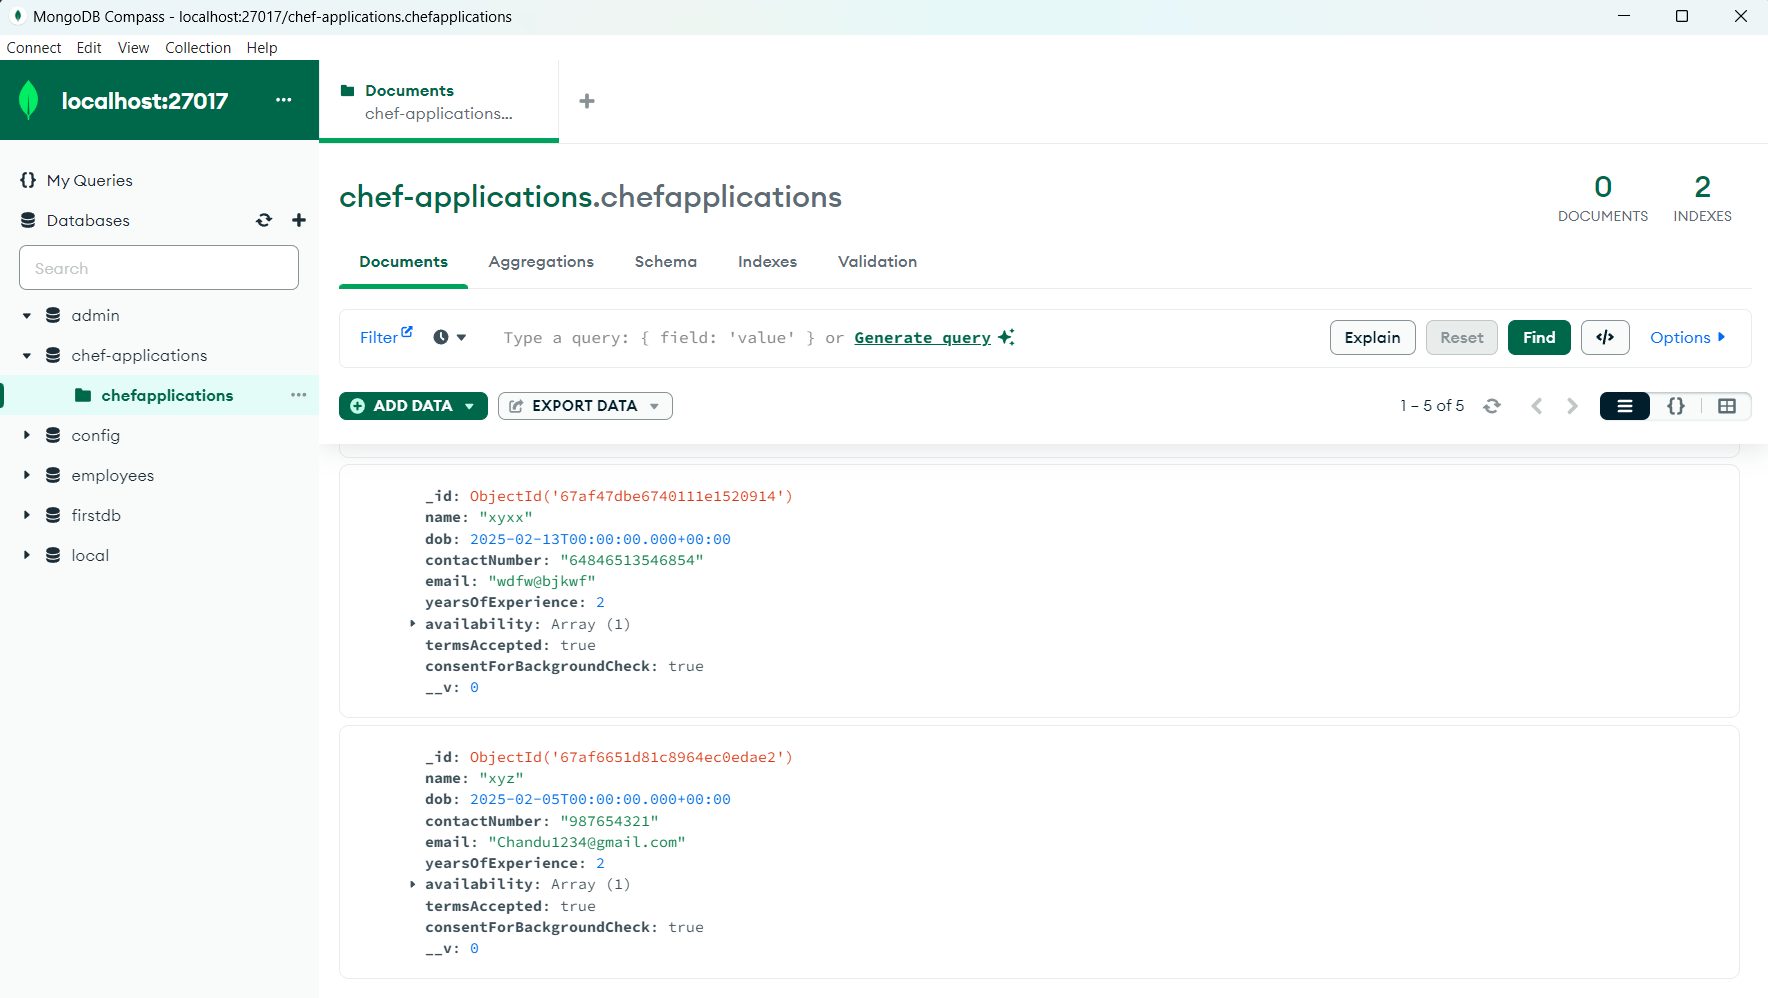 MongoDB Compass - localhost:27017/chef-applications.chefapplications
Connect Edit View Collection Help
localhost:27017
Documents
chef-applications...
My Queries
Databases
Search
admin
chef-applications
chefapplications
config
employees
firstdb
local
chef-applications.chefapplications
0
DOCUMENTS
2
INDEXES
Documents Aggregations Schema Indexes Validation
Filter Type a query: { field: 'value' } or Generate query Explain Reset Find </> Options
ADD DATA EXPORT DATA 1 – 5 of 5 {}
_id: ObjectId('67af47dbe6740111e1520914')
name: "xyxx"
dob: 2025-02-13T00:00:00.000+00:00
contactNumber: "64846513546854"
email: "wdfw@bjkwf"
yearsOfExperience: 2
availability: Array (1)
termsAccepted: true
consentForBackgroundCheck: true
__v: 0
_id: ObjectId('67af6651d81c8964ec0edae2')
name: "xyz"
dob: 2025-02-05T00:00:00.000+00:00
contactNumber: "987654321"
email: "Chandu1234@gmail.com"
yearsOfExperience: 2
availability: Array (1)
termsAccepted: true
consentForBackgroundCheck: true
__v: 0